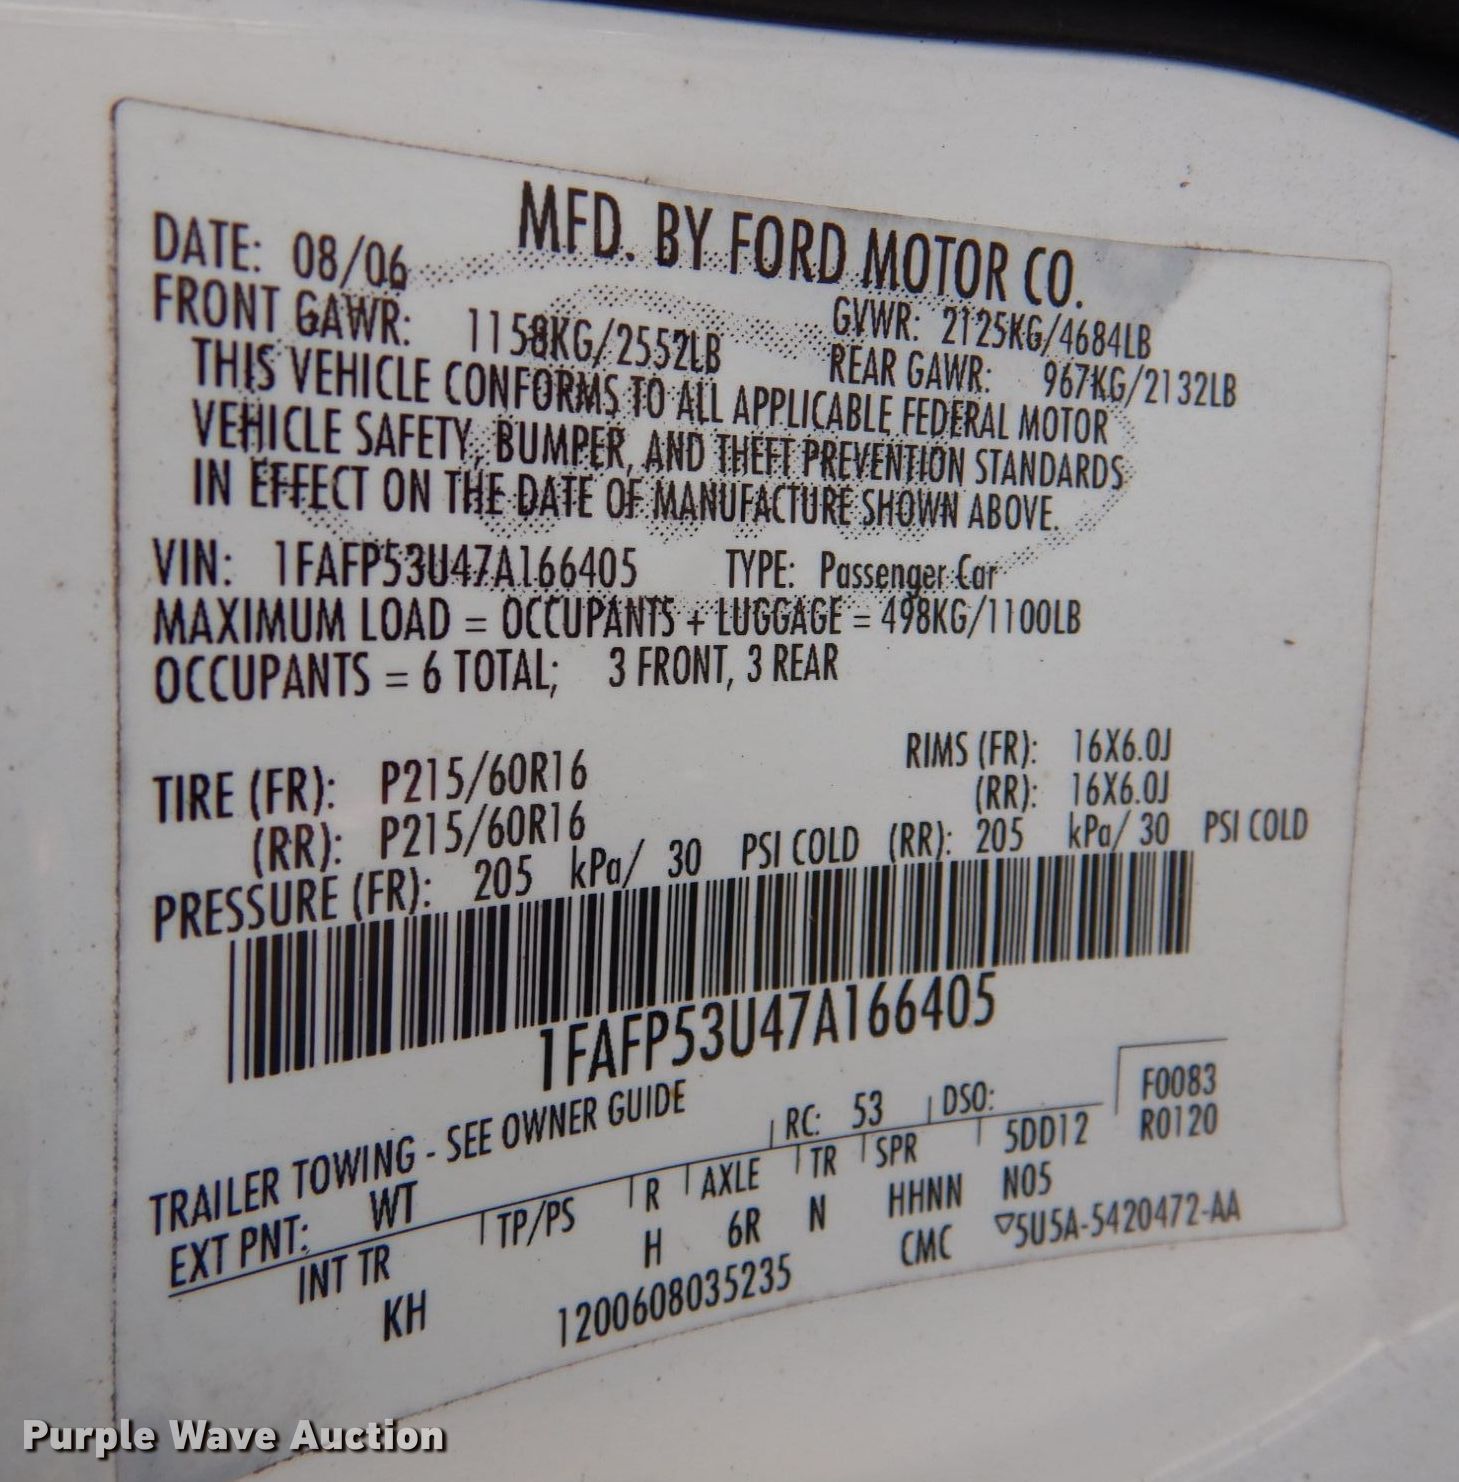 MFD. BY FORD MOTOR CO.
DATE: 08/06
GVWR: 2125KG/4684LB
FRONT GAWR: 1158KG/2552LB
REAR GAWR: 967KG/2132LB
THIS VEHICLE CONFORMS TO ALL APPLICABLE FEDERAL MOTOR
VEHICLE SAFETY, BUMPER, AND THEFT PREVENTION STANDARDS
IN EFFECT ON THE DATE OF MANUFACTURE SHOWN ABOVE.
VIN: 1FAFP53U47A166405 TYPE: Passenger Car
MAXIMUM LOAD = OCCUPANTS + LUGGAGE = 498KG/1100LB
OCCUPANTS = 6 TOTAL; 3 FRONT, 3 REAR
TIRE (FR): P215/60R16 RIMS (FR): 16X6.0J
(RR): P215/60R16 (RR): 16X6.0J
PRESSURE (FR): 205 kPa/ 30 PSI COLD (RR): 205 kPa/ 30 PSI COLD
1FAFP53U47A166405
TRAILER TOWING - SEE OWNER GUIDE
F0083
R0120
EXT PNT: WT RC: 53 DSO:
INT TR TP/PS R AXLE TR SPR 5DD12
KH H 6R N HHNN N05
1200608035235 CMC ▽5U5A-5420472-AA
Purple Wave Auction